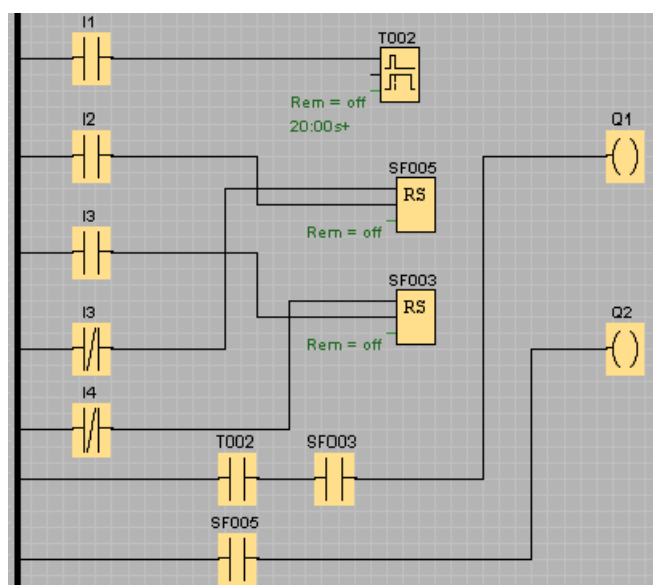 I1
T002
Rem = off
20:00s+
I2
Q1
SF005
RS
Rem = off
I3
SF003
RS
Rem = off
I3
Q2
I4
T002
SF003
SF005